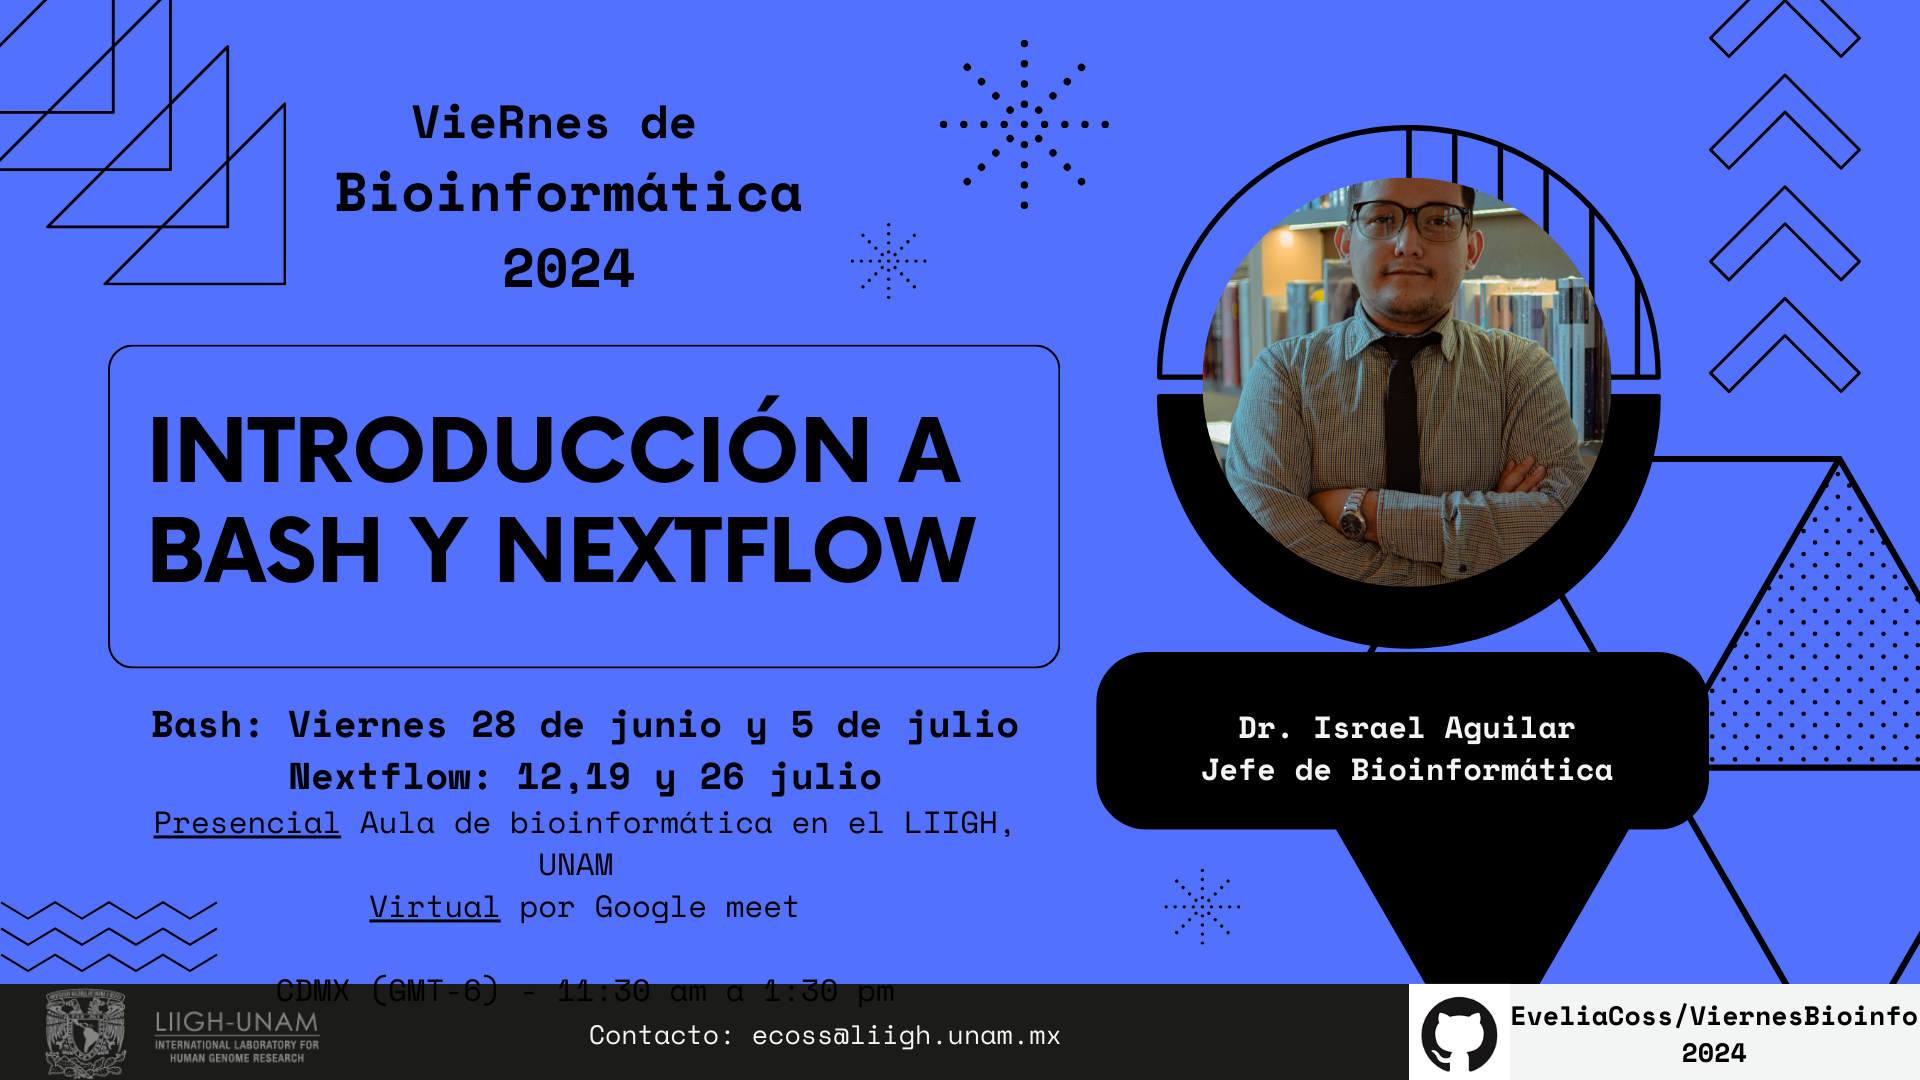 VieRnes de
Bioinformática
2024
INTRODUCCIÓN A
BASH Y NEXTFLOW
Bash: Viernes 28 de junio y 5 de julio
Nextflow: 12,19 y 26 julio
Presencial Aula de bioinformática en el LIIGH,
UNAM
Virtual por Google meet
CDMX (GMT-6) - 11:30 am a 1:30 pm
Dr. Israel Aguilar
Jefe de Bioinformática
LIIGH-UNAM
INTERNATIONAL LABORATORY FOR
HUMAN GENOME RESEARCH
Contacto: ecoss@liigh.unam.mx
EveliaCoss/ViernesBioinfo
2024